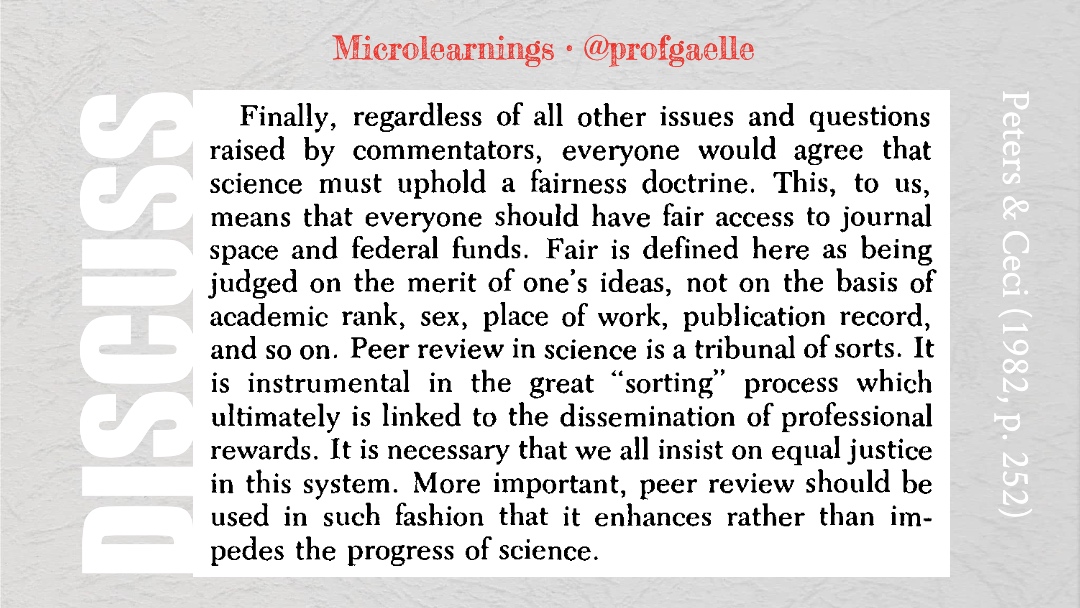 Microlearnings · @profgaelle
DISCUSS
Finally, regardless of all other issues and questions
raised by commentators, everyone would agree that
science must uphold a fairness doctrine. This, to us,
means that everyone should have fair access to journal
space and federal funds. Fair is defined here as being
judged on the merit of one's ideas, not on the basis of
academic rank, sex, place of work, publication record,
and so on. Peer review in science is a tribunal of sorts. It
is instrumental in the great “sorting” process which
ultimately is linked to the dissemination of professional
rewards. It is necessary that we all insist on equal justice
in this system. More important, peer review should be
used in such fashion that it enhances rather than im-
pedes the progress of science.
Peters & Ceci (1982, p. 252)